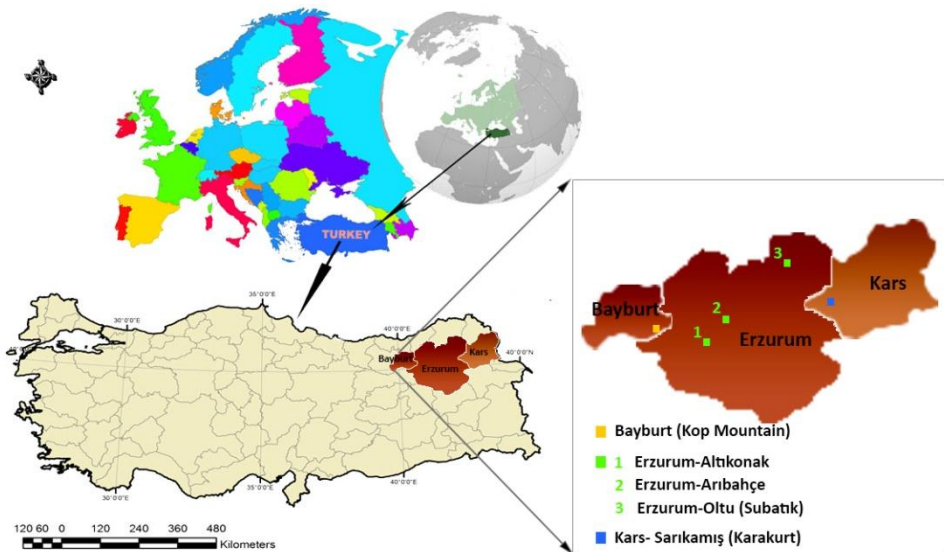 TURKEY
35°0'0"E
30°0'0"E
40°0'0"E
Bayburt
Erzurum
Kars
40°0'0"N
30°0'0"E
35°0'0"E
40°0'0"E
120 60 0 120 240 360 480
Kilometers
3
Kars
Bayburt
2
Erzurum
1
Bayburt (Kop Mountain)
1 Erzurum-Altıkonak
2 Erzurum-Arıbahçe
3 Erzurum-Oltu (Subatık)
Kars- Sarıkamış (Karakurt)